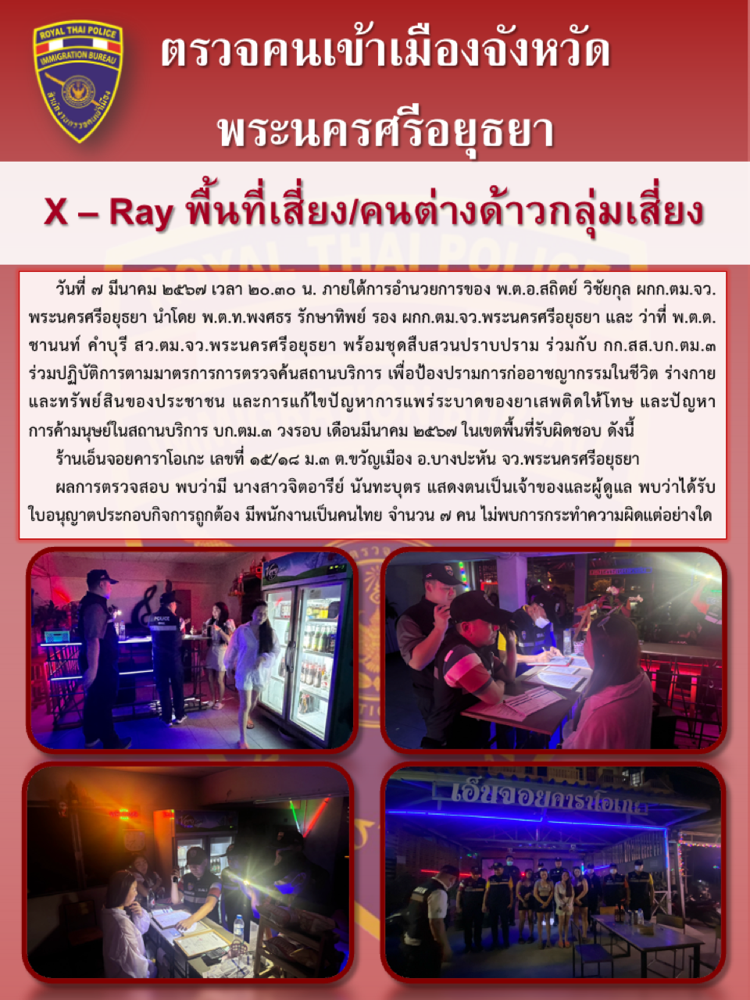 ROYAL THAI POLICE
IMMIGRATION BUREAU
สำนักงานตรวจคนเข้าเมือง
ตรวจคนเข้าเมืองจังหวัด
พระนครศรีอยุธยา
X – Ray พื้นที่เสี่ยง/คนต่างด้าวกลุ่มเสี่ยง
วันที่ ๗ มีนาคม ๒๕๖๗ เวลา ๒๐.๓๐ น. ภายใต้การอำนวยการของ พ.ต.อ.สถิตย์ วิชัยกุล ผกก.ตม.จว.
พระนครศรีอยุธยา นำโดย พ.ต.ท.พงศธร รักษาทิพย์ รอง ผกก.ตม.จว.พระนครศรีอยุธยา และ ว่าที่ พ.ต.ต.
ชานนท์ คำบุรี สว.ตม.จว.พระนครศรีอยุธยา พร้อมชุดสืบสวนปราบปราม ร่วมกับ กก.สส.บก.ตม.๓
ร่วมปฏิบัติการตามมาตรการการตรวจค้นสถานบริการ เพื่อป้องปรามการก่ออาชญากรรมในชีวิต ร่างกาย
และทรัพย์สินของประชาชน และการแก้ไขปัญหาการแพร่ระบาดของยาเสพติดให้โทษ และปัญหา
การค้ามนุษย์ในสถานบริการ บก.ตม.๓ วงรอบ เดือนมีนาคม ๒๕๖๗ ในเขตพื้นที่รับผิดชอบ ดังนี้
ร้านเอ็นจอยคาราโอเกะ เลขที่ ๑๕/๑๘ ม.๓ ต.ขวัญเมือง อ.บางปะหัน จว.พระนครศรีอยุธยา
ผลการตรวจสอบ พบว่ามี นางสาวจิตอารีย์ นันทะบุตร แสดงตนเป็นเจ้าของและผู้ดูแล พบว่าได้รับ
ใบอนุญาตประกอบกิจการถูกต้อง มีพนักงานเป็นคนไทย จำนวน ๗ คน ไม่พบการกระทำความผิดแต่อย่างใด
POLICE
เอ็นจอยคาราโอเกะ